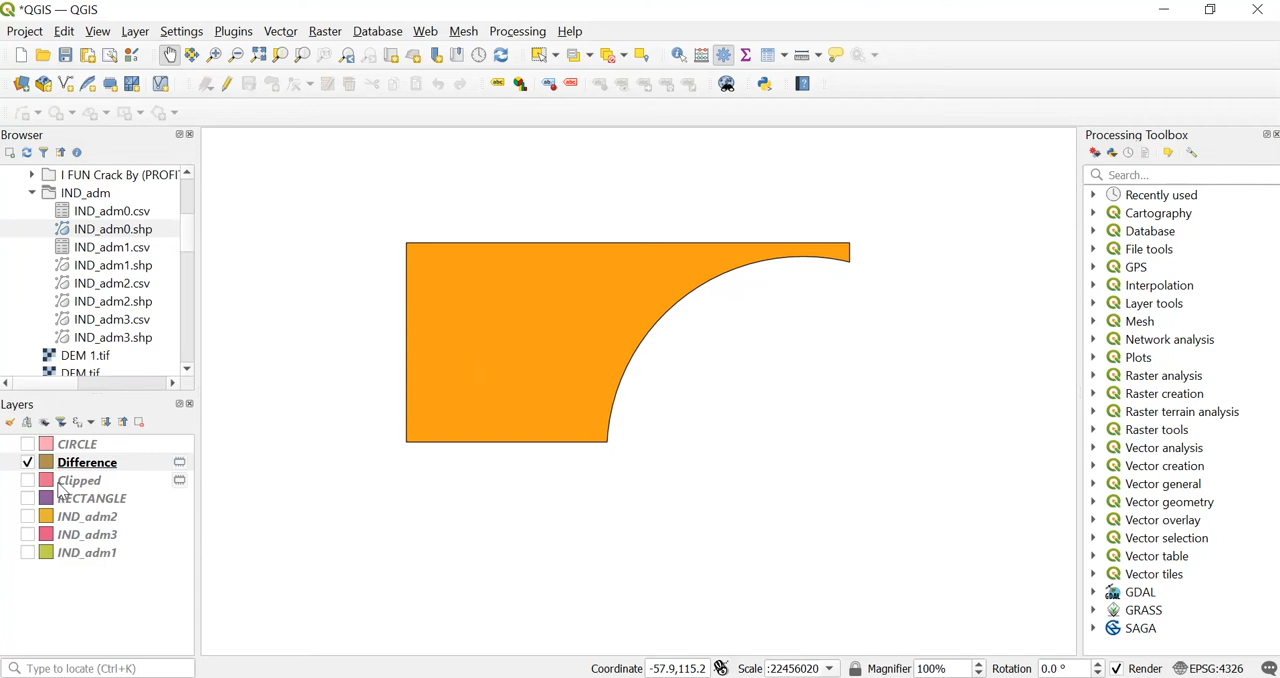 *QGIS — QGIS
Project Edit View Layer Settings Plugins Vector Raster Database Web Mesh Processing Help
Browser
I FUN Crack By (PROFI
IND_adm
IND_adm0.csv
IND_adm0.shp
IND_adm1.csv
IND_adm1.shp
IND_adm2.csv
IND_adm2.shp
IND_adm3.csv
IND_adm3.shp
DEM 1.tif
DEM tif
Layers
CIRCLE
Difference
Clipped
RECTANGLE
IND_adm2
IND_adm3
IND_adm1
Processing Toolbox
Search...
Recently used
Cartography
Database
File tools
GPS
Interpolation
Layer tools
Mesh
Network analysis
Plots
Raster analysis
Raster creation
Raster terrain analysis
Raster tools
Vector analysis
Vector creation
Vector general
Vector geometry
Vector overlay
Vector selection
Vector table
Vector tiles
GDAL
GRASS
SAGA
Type to locate (Ctrl+K) Coordinate -57.9,115.2 Scale :22456020 Magnifier 100% Rotation 0.0 ° Render EPSG:4326